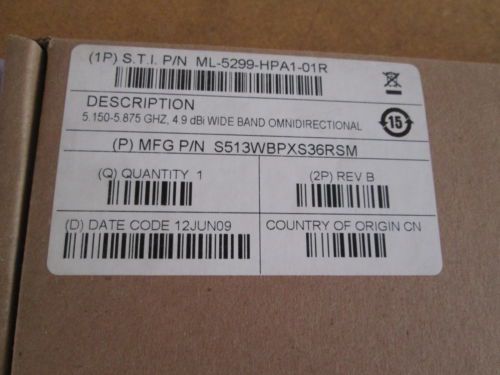 (1P) S.T.I. P/N ML-5299-HPA1-01R
DESCRIPTION
5.150-5.875 GHZ, 4.9 dBi WIDE BAND OMNIDIRECTIONAL
15
(P) MFG P/N S513WBPXS36RSM
(Q) QUANTITY 1
(2P) REV B
(D) DATE CODE 12JUN09
COUNTRY OF ORIGIN CN